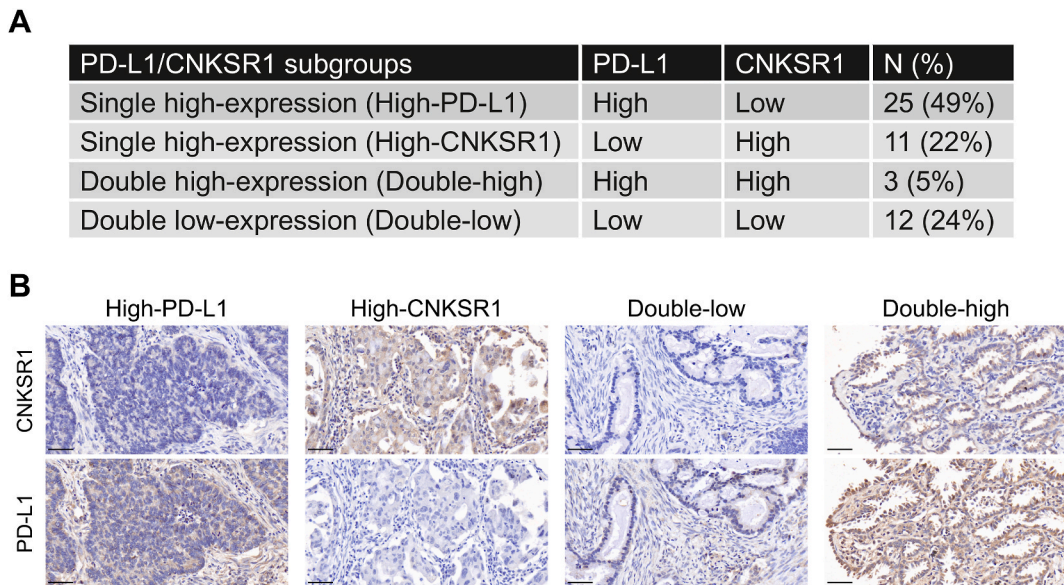 A
PD-L1/CNKSR1 subgroups PD-L1 CNKSR1 N (%)
Single high-expression (High-PD-L1) High Low 25 (49%)
Single high-expression (High-CNKSR1) Low High 11 (22%)
Double high-expression (Double-high) High High 3 (5%)
Double low-expression (Double-low) Low Low 12 (24%)
B
High-PD-L1 High-CNKSR1 Double-low Double-high
CNKSR1
PD-L1